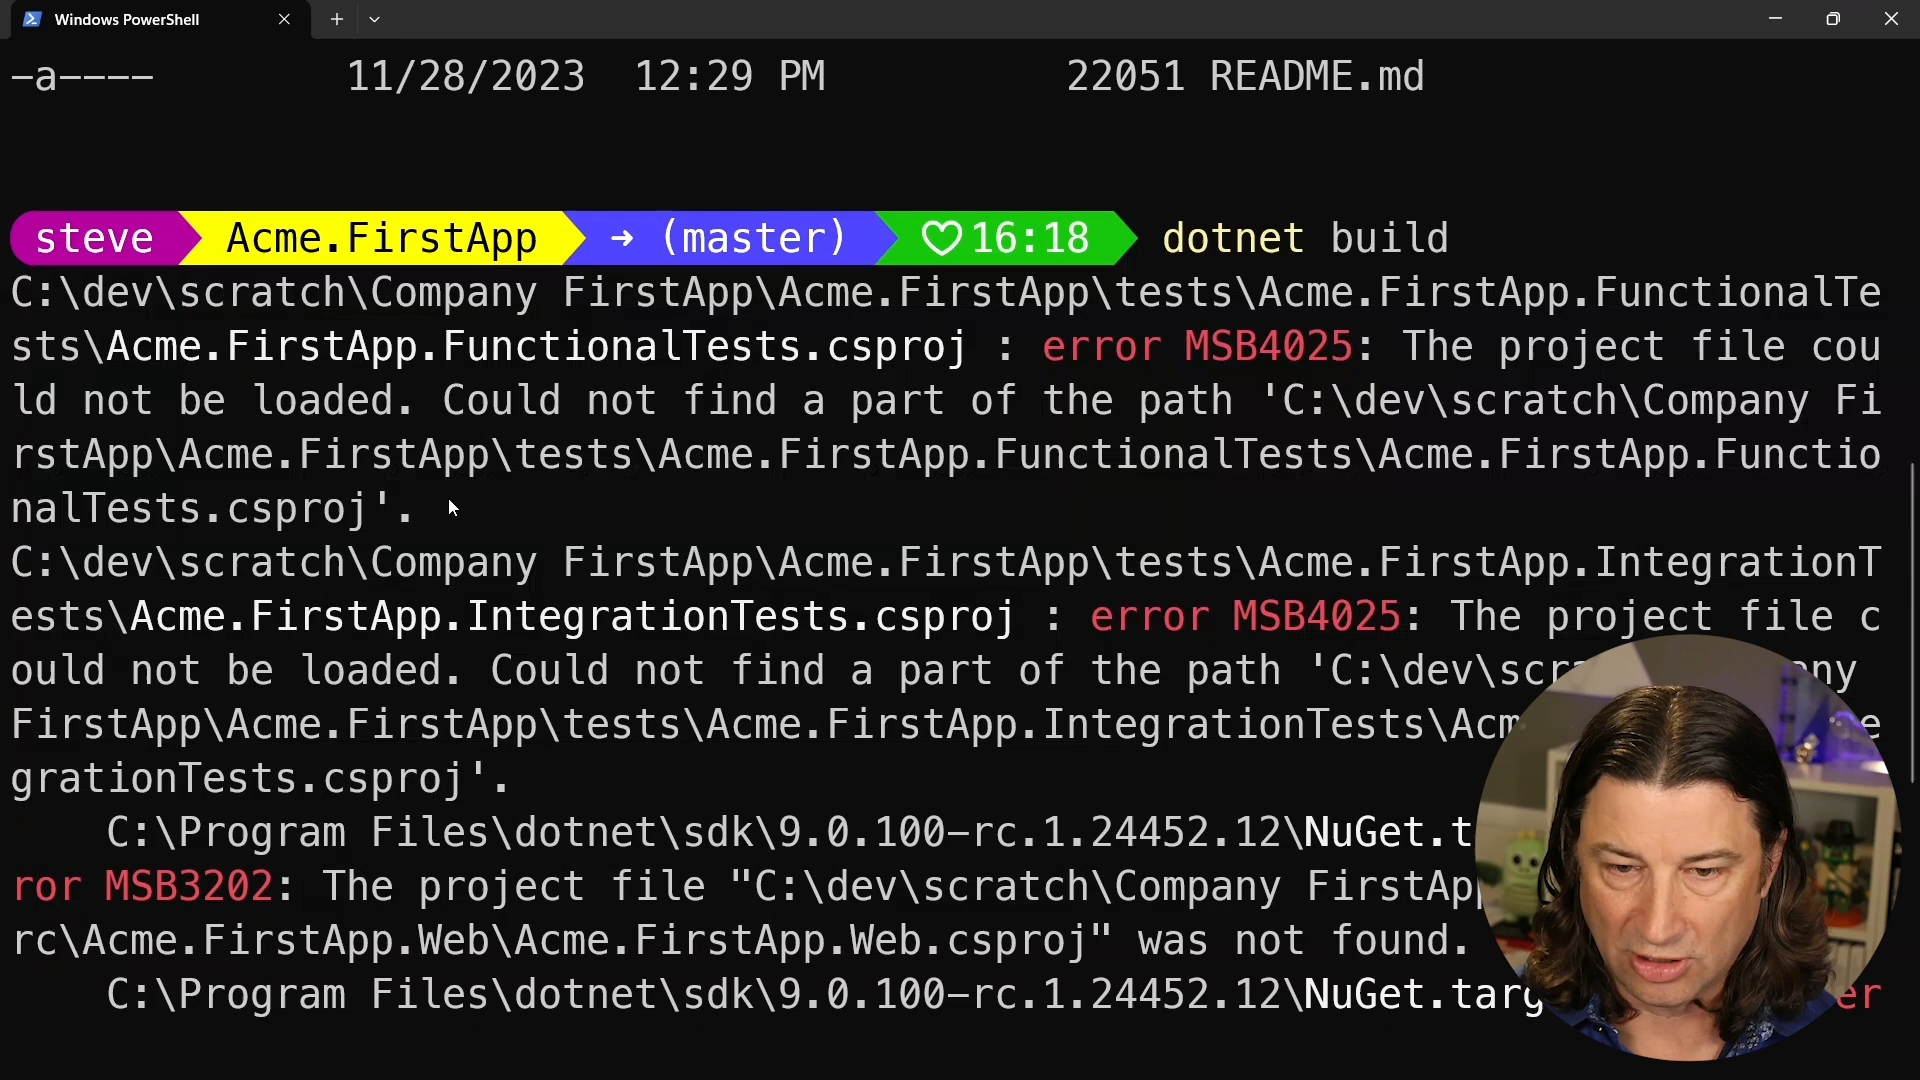 Windows PowerShell
-a---- 11/28/2023 12:29 PM 22051 README.md
steve Acme.FirstApp → (master) ♡16:18 dotnet build
C:\dev\scratch\Company FirstApp\Acme.FirstApp\tests\Acme.FirstApp.FunctionalTe
sts\Acme.FirstApp.FunctionalTests.csproj : error MSB4025: The project file cou
ld not be loaded. Could not find a part of the path 'C:\dev\scratch\Company Fi
rstApp\Acme.FirstApp\tests\Acme.FirstApp.FunctionalTests\Acme.FirstApp.Functio
nalTests.csproj'.
C:\dev\scratch\Company FirstApp\Acme.FirstApp\tests\Acme.FirstApp.IntegrationT
ests\Acme.FirstApp.IntegrationTests.csproj : error MSB4025: The project file c
ould not be loaded. Could not find a part of the path 'C:\dev\scr ny
FirstApp\Acme.FirstApp\tests\Acme.FirstApp.IntegrationTests\Acm e
grationTests.csproj'.
C:\Program Files\dotnet\sdk\9.0.100-rc.1.24452.12\NuGet.t
ror MSB3202: The project file "C:\dev\scratch\Company FirstAp
rc\Acme.FirstApp.Web\Acme.FirstApp.Web.csproj" was not found.
C:\Program Files\dotnet\sdk\9.0.100-rc.1.24452.12\NuGet.targ er